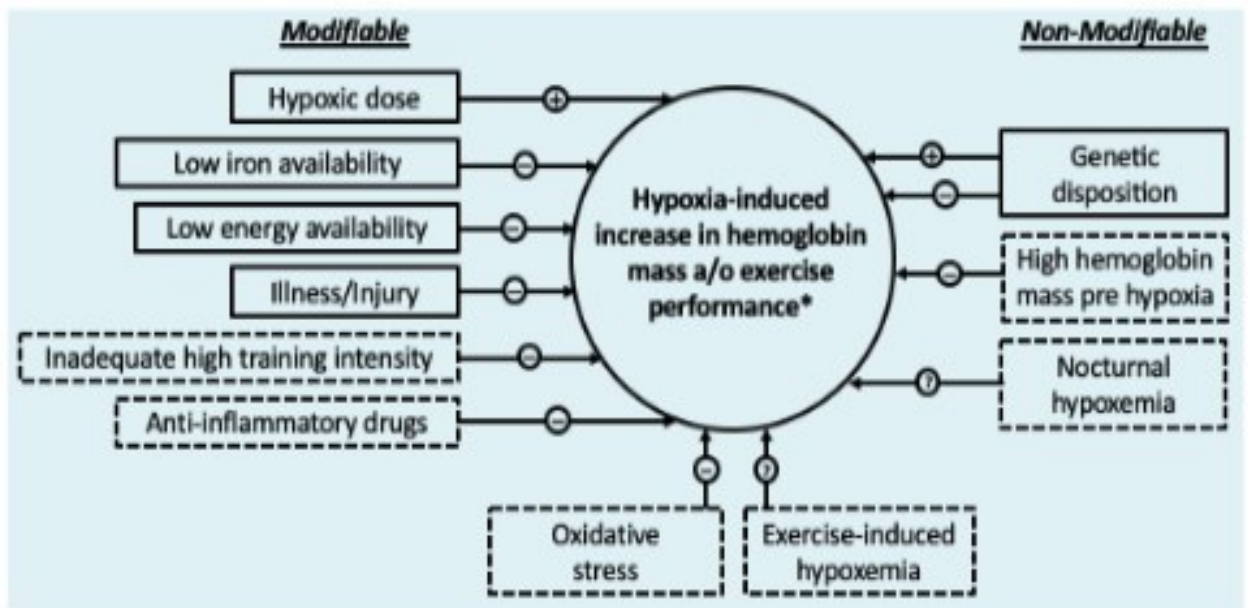 Modifiable
Non-Modifiable
Hypoxic dose
+
Low iron availability
−
Low energy availability
−
Illness/Injury
−
Inadequate high training intensity
−
Anti-inflammatory drugs
−
Hypoxia-induced
increase in hemoglobin
mass a/o exercise
performance*
+
−
Genetic
disposition
−
High hemoglobin
mass pre hypoxia
?
Nocturnal
hypoxemia
−
?
Oxidative
stress
Exercise-induced
hypoxemia